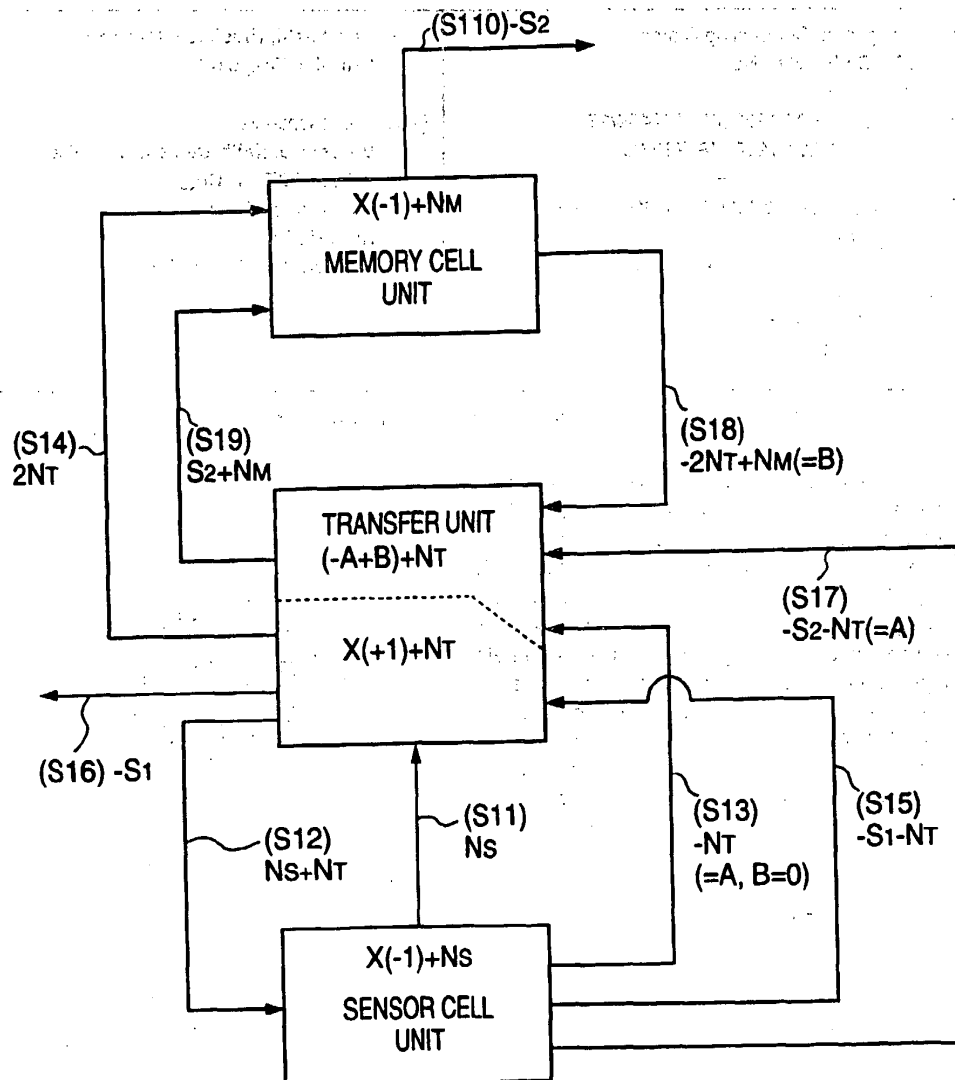 (S110)-S2
X(-1)+NM
MEMORY CELL
UNIT
(S14)
2NT
(S19)
S2+NM
(S18)
-2NT+NM(=B)
TRANSFER UNIT
(-A+B)+NT
X(+1)+NT
(S17)
-S2-NT(=A)
(S16) -S1
(S12)
NS+NT
(S11)
NS
(S13)
-NT
(=A, B=0)
(S15)
-S1-NT
X(-1)+NS
SENSOR CELL
UNIT